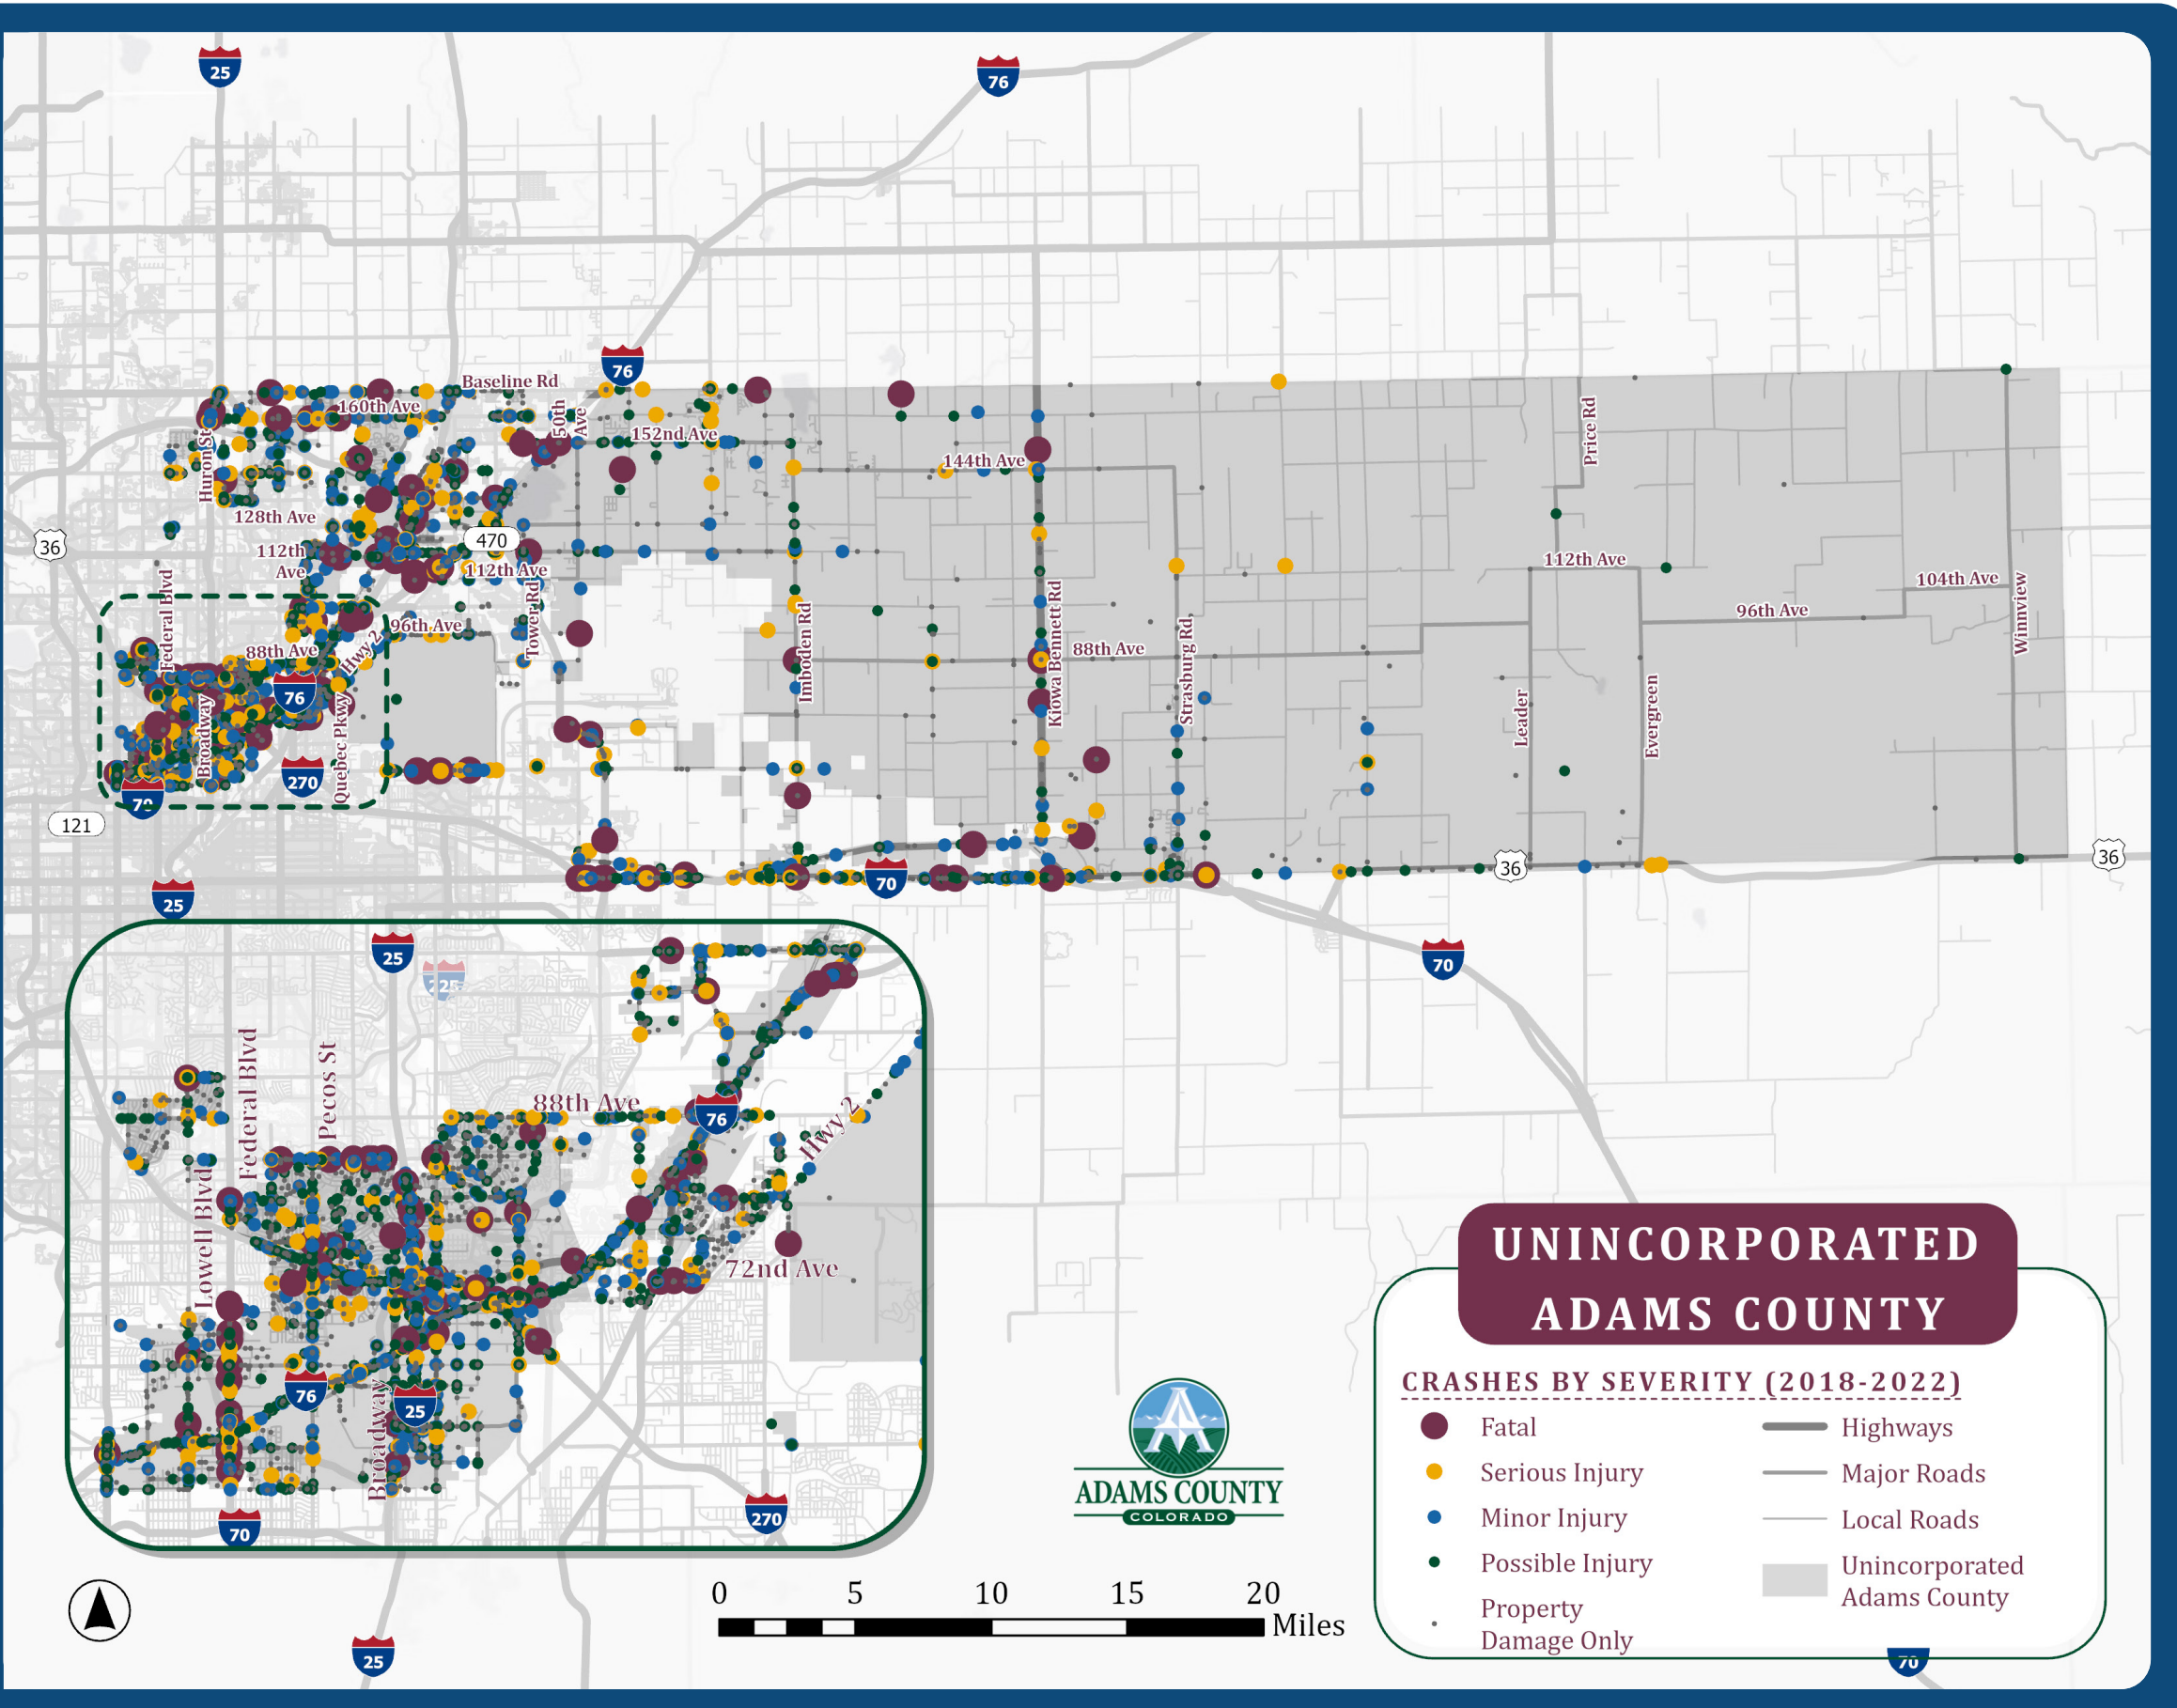 25
76
76
Baseline Rd
160th Ave
50th
Ave
152nd Ave
Huron St
144th Ave
Price Rd
128th Ave
36
470
112th
Ave
112th Ave
112th Ave
104th Ave
96th Ave
Federal Blvd
Tower Rd
Imboden Rd
Kiowa Bennett Rd
Strasburg Rd
Winnview
96th Ave
88th Ave
Hwy 2
88th Ave
76
Broadway
Quebec Pkwy
Leader
Evergreen
270
70
121
36
36
70
25
70
25
225
Federal Blvd
Pecos St
88th Ave
76
Hwy 2
Lowell Blvd
72nd Ave
76
25
Broadway
70
270
UNINCORPORATED
ADAMS COUNTY
CRASHES BY SEVERITY (2018-2022)
Fatal
Serious Injury
Minor Injury
Possible Injury
Property
Damage Only
Highways
Major Roads
Local Roads
Unincorporated
Adams County
ADAMS COUNTY
COLORADO
0 5 10 15 20
Miles
25
70